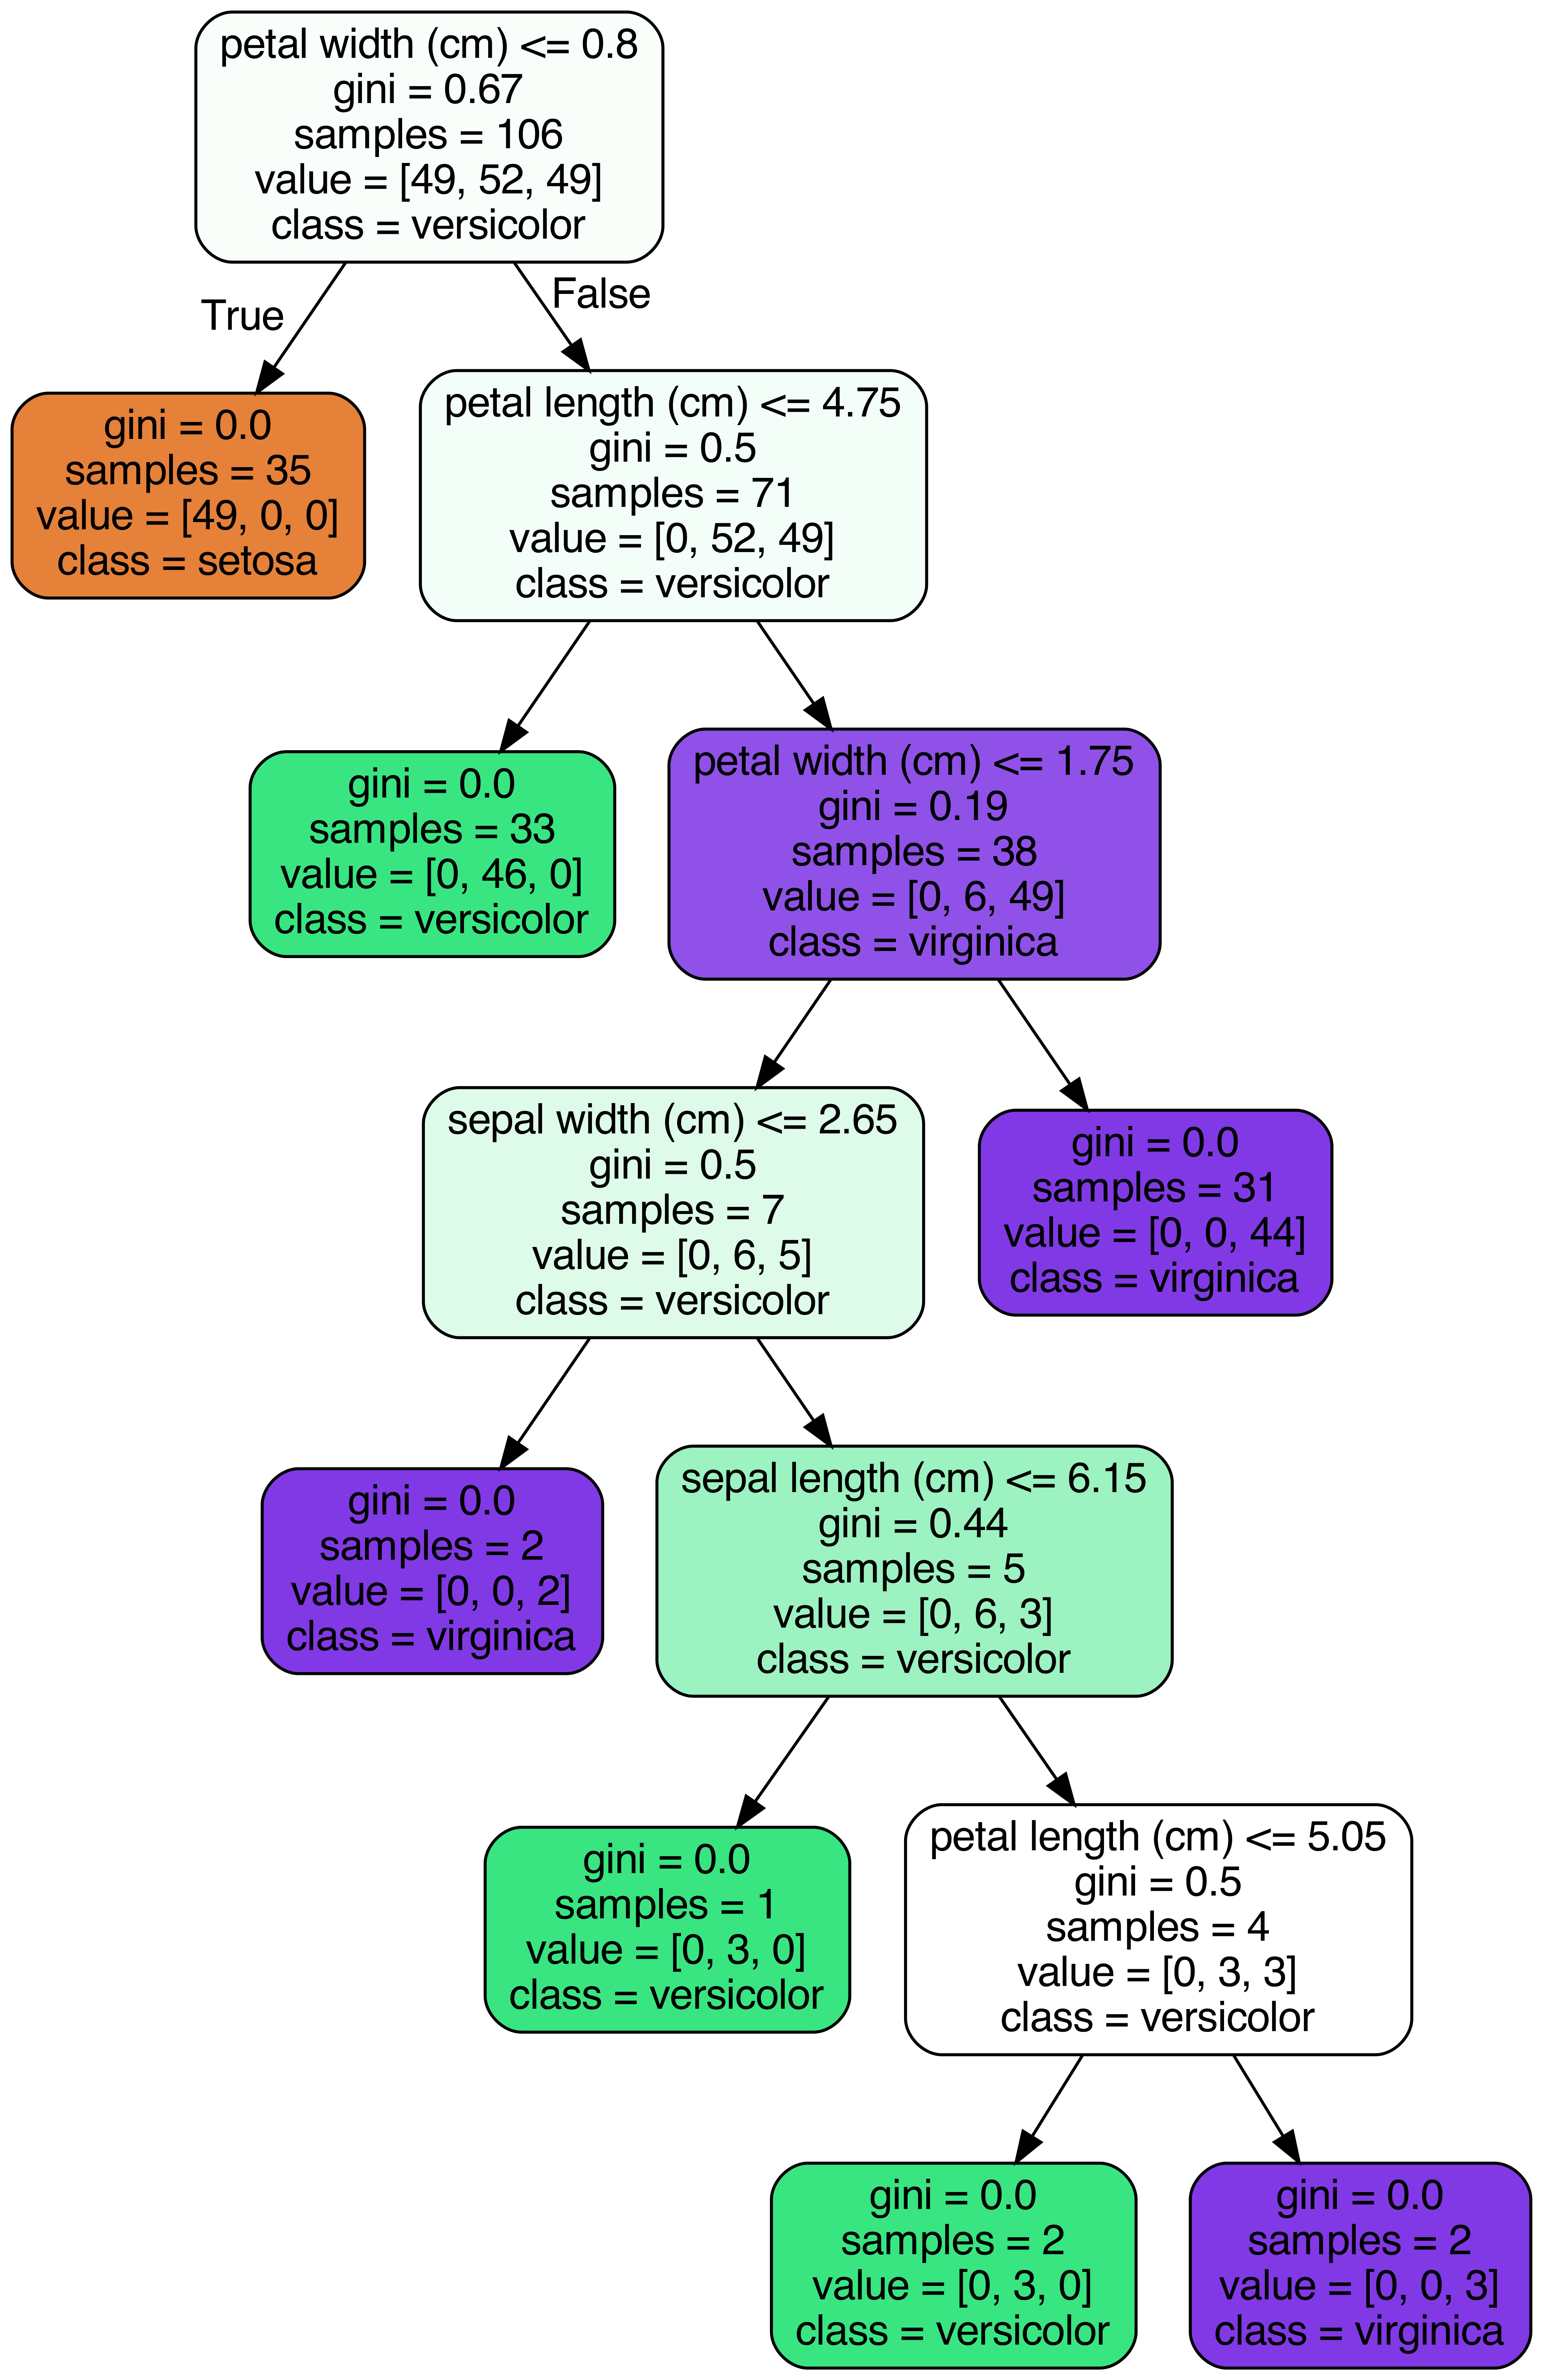 petal width (cm) <= 0.8
gini = 0.67
samples = 106
value = [49, 52, 49]
class = versicolor
True
False
gini = 0.0
samples = 35
value = [49, 0, 0]
class = setosa
petal length (cm) <= 4.75
gini = 0.5
samples = 71
value = [0, 52, 49]
class = versicolor
gini = 0.0
samples = 33
value = [0, 46, 0]
class = versicolor
petal width (cm) <= 1.75
gini = 0.19
samples = 38
value = [0, 6, 49]
class = virginica
sepal width (cm) <= 2.65
gini = 0.5
samples = 7
value = [0, 6, 5]
class = versicolor
gini = 0.0
samples = 31
value = [0, 0, 44]
class = virginica
gini = 0.0
samples = 2
value = [0, 0, 2]
class = virginica
sepal length (cm) <= 6.15
gini = 0.44
samples = 5
value = [0, 6, 3]
class = versicolor
gini = 0.0
samples = 1
value = [0, 3, 0]
class = versicolor
petal length (cm) <= 5.05
gini = 0.5
samples = 4
value = [0, 3, 3]
class = versicolor
gini = 0.0
samples = 2
value = [0, 3, 0]
class = versicolor
gini = 0.0
samples = 2
value = [0, 0, 3]
class = virginica